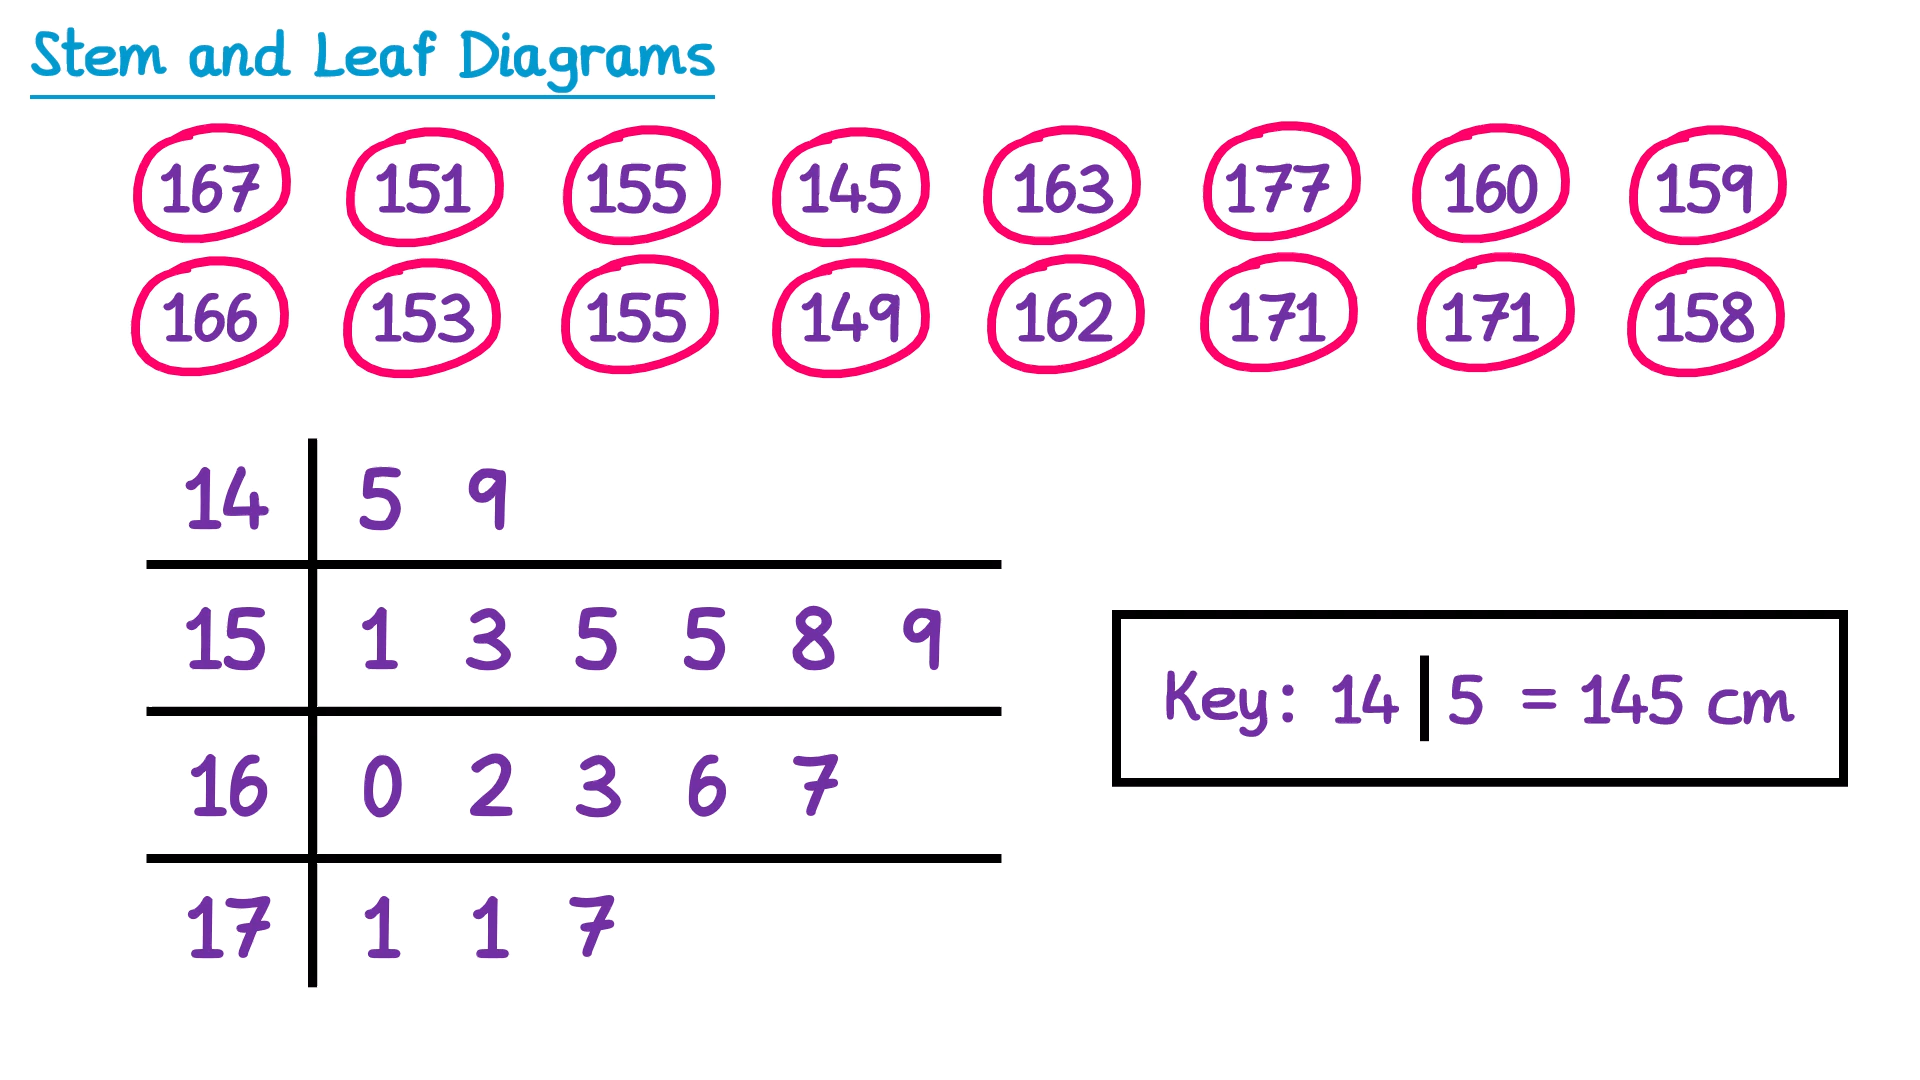 Stem and Leaf Diagrams
167 151 155 145 163 177 160 159
166 153 155 149 162 171 171 158
14 5 9
15 1 3 5 5 8 9
16 0 2 3 6 7
17 1 1 7
Key: 14 | 5 = 145 cm